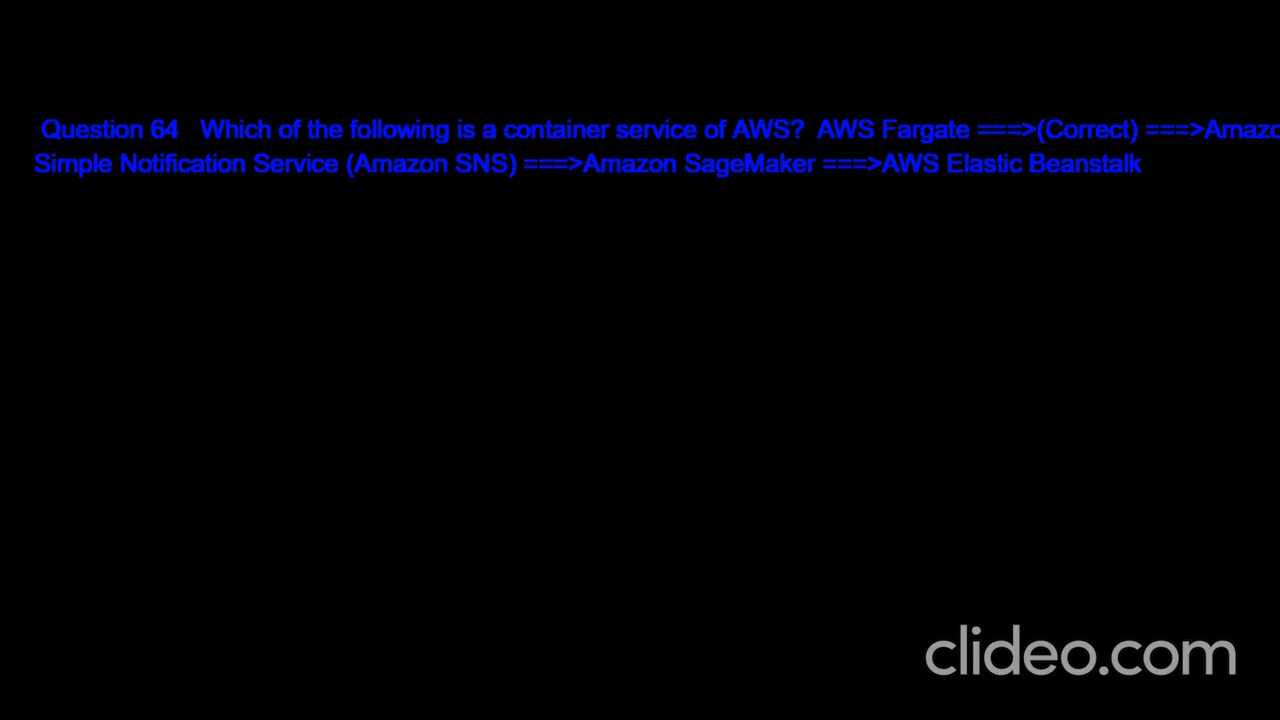 Question 64 Which of the following is a container service of AWS? AWS Fargate ===>(Correct) ===>Amazo
Simple Notification Service (Amazon SNS) ===>Amazon SageMaker ===>AWS Elastic Beanstalk
clideo.com